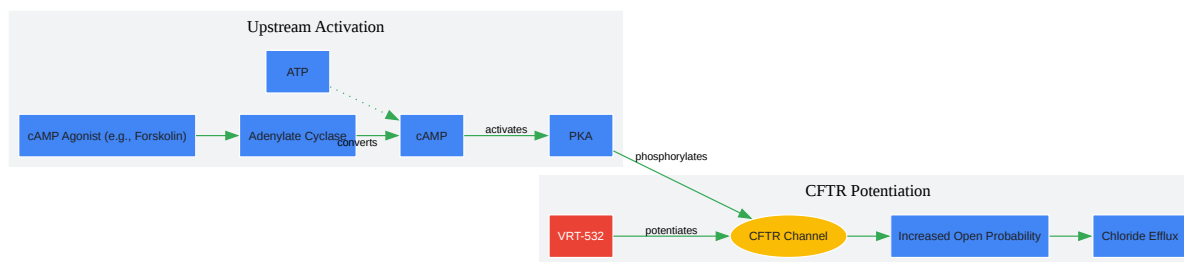 Upstream Activation
ATP
cAMP Agonist (e.g., Forskolin)
Adenylate Cyclase
converts
cAMP
activates
PKA
phosphorylates
CFTR Potentiation
VRT-532
potentiates
CFTR Channel
Increased Open Probability
Chloride Efflux